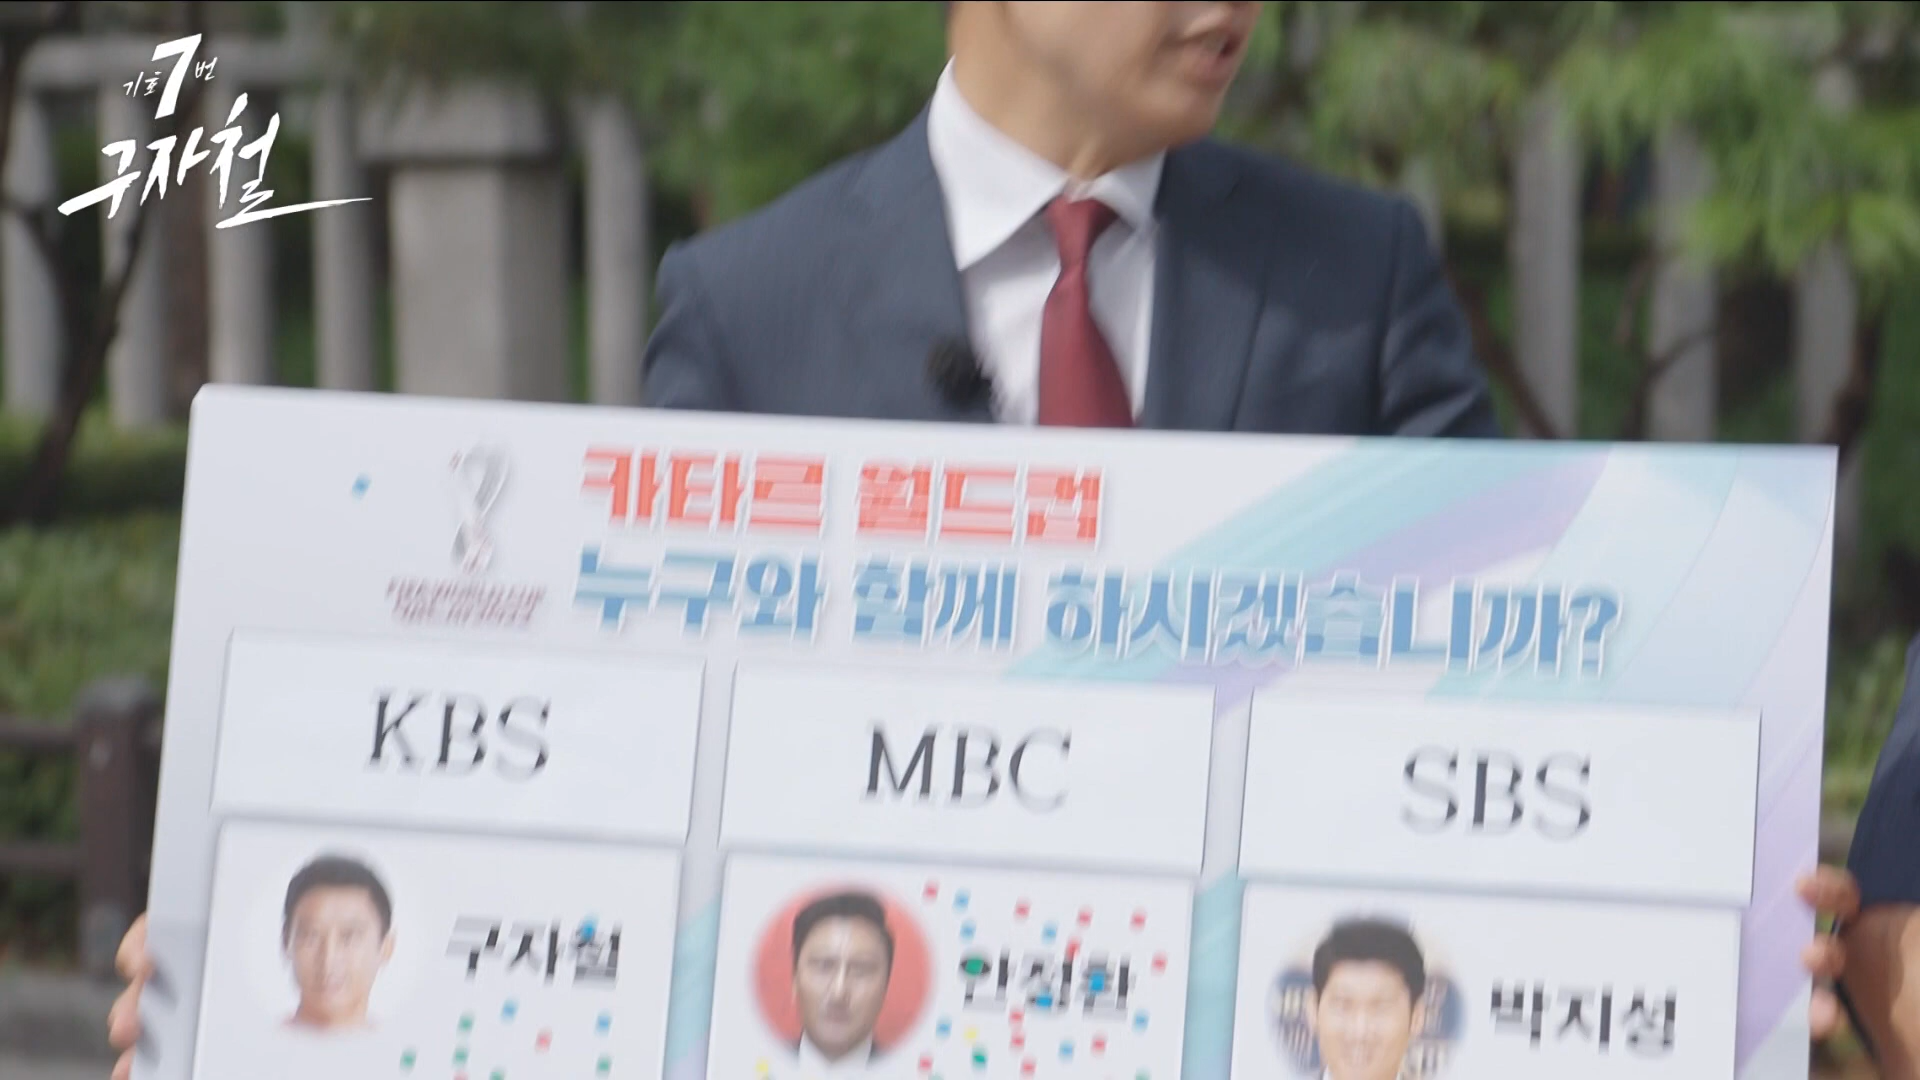 기호 7번
구자철
카타르 월드컵
누구와 함께 하시겠습니까?
KBS
MBC
SBS
구자철
안정환
박지성